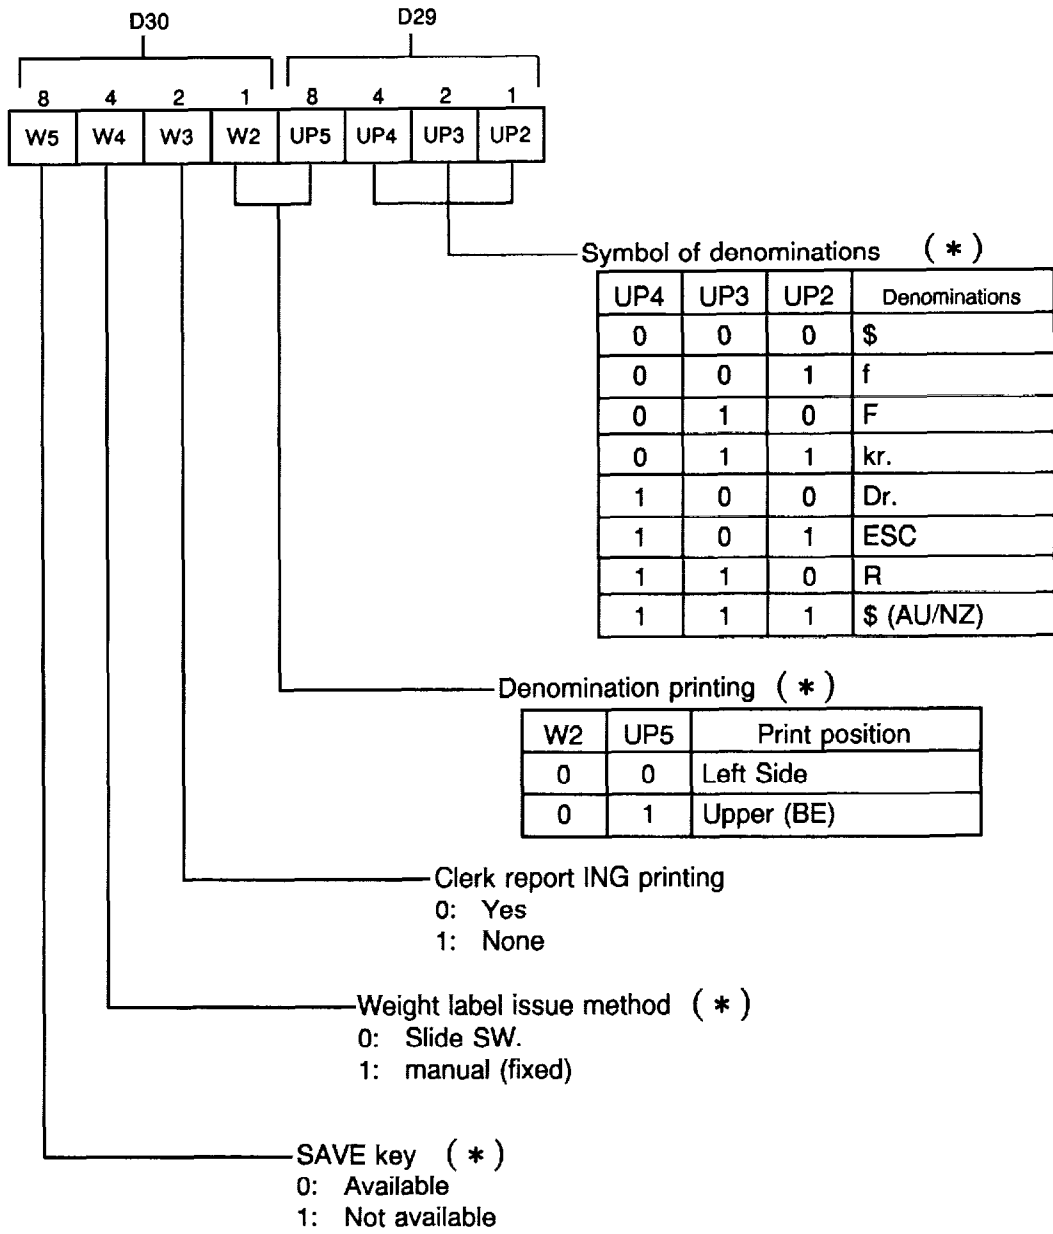 D30 D29
8 4 2 1 8 4 2 1
W5 W4 W3 W2 UP5 UP4 UP3 UP2
Symbol of denominations (*)
UP4 UP3 UP2 Denominations
0 0 0 $
0 0 1 f
0 1 0 F
0 1 1 kr.
1 0 0 Dr.
1 0 1 ESC
1 1 0 R
1 1 1 $ (AU/NZ)
Denomination printing (*)
W2 UP5 Print position
0 0 Left Side
0 1 Upper (BE)
Clerk report ING printing
0: Yes
1: None
Weight label issue method (*)
0: Slide SW.
1: manual (fixed)
SAVE key (*)
0: Available
1: Not available